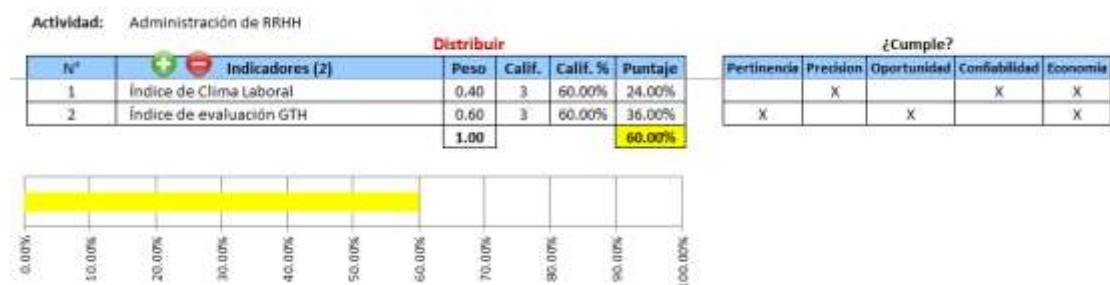 Actividad: Administración de RRHH
Distribuir ¿Cumple?
N° Indicadores (2) Peso Calif. Calif. % Puntaje Pertinencia Precision Oportunidad Confiabilidad Economia
1 Índice de Clima Laboral 0.40 3 60.00% 24.00% X X X
2 Índice de evaluación GTH 0.60 3 60.00% 36.00% X X X
1.00 60.00%
0.00% 10.00% 20.00% 30.00% 40.00% 50.00% 60.00% 70.00% 80.00% 90.00% 100.00%